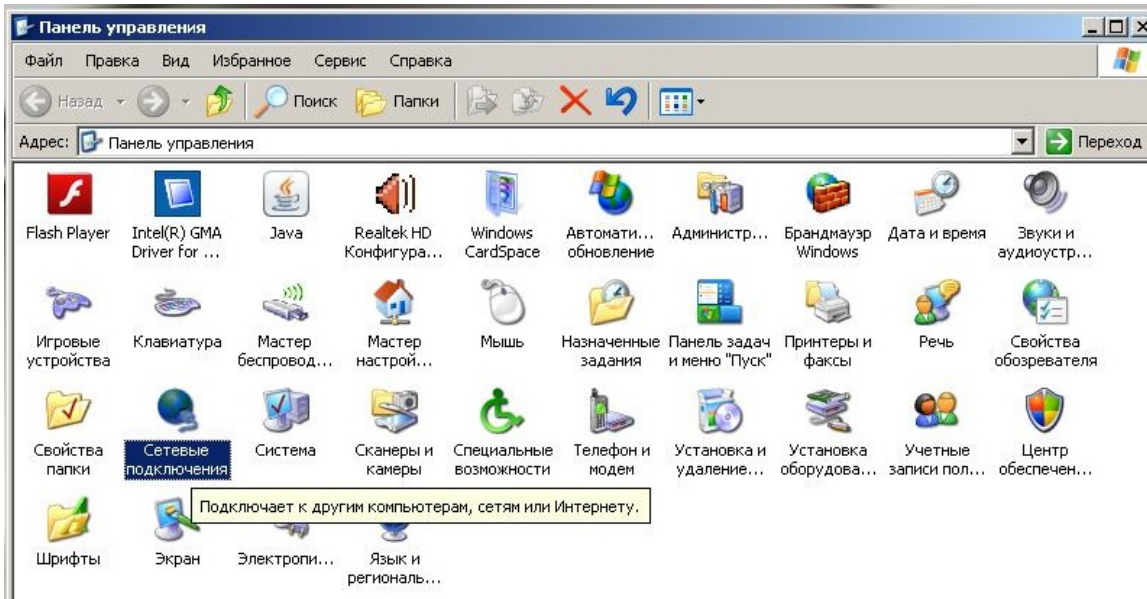 Панель управления
Файл Правка Вид Избранное Сервис Справка
Назад Поиск Папки
Адрес: Панель управления Переход
Flash Player Intel(R) GMA Java Realtek HD Windows Автомати... Администр... Брандмауэр Дата и время Звуки и
Driver for ... Конфигура... CardSpace обновление Windows аудиоустр...
Игровые Клавиатура Мастер Мастер Мышь Назначенные Панель задач Принтеры и Речь Свойства
устройства беспровод... настрой... задания и меню "Пуск" факсы обозревателя
Свойства Сетевые Система Сканеры и Специальные Телефон и Установка и Установка Учетные Центр
папки подключения камеры возможности модем удаление... оборудова... записи пол... обеспечен...
Подключает к другим компьютерам, сетям или Интернету.
Шрифты Экран Электропи... Язык и
региональ...